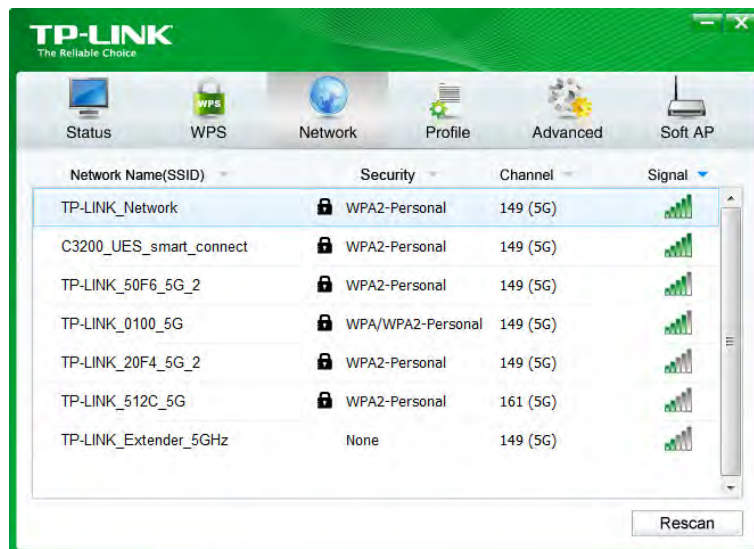 TP-LINK
The Reliable Choice
WPS
Status WPS Network Profile Advanced Soft AP
Network Name(SSID) Security Channel Signal
TP-LINK_Network WPA2-Personal 149 (5G)
C3200_UES_smart_connect WPA2-Personal 149 (5G)
TP-LINK_50F6_5G_2 WPA2-Personal 149 (5G)
TP-LINK_0100_5G WPA/WPA2-Personal 149 (5G)
TP-LINK_20F4_5G_2 WPA2-Personal 149 (5G)
TP-LINK_512C_5G WPA2-Personal 161 (5G)
TP-LINK_Extender_5GHz None 149 (5G)
Rescan